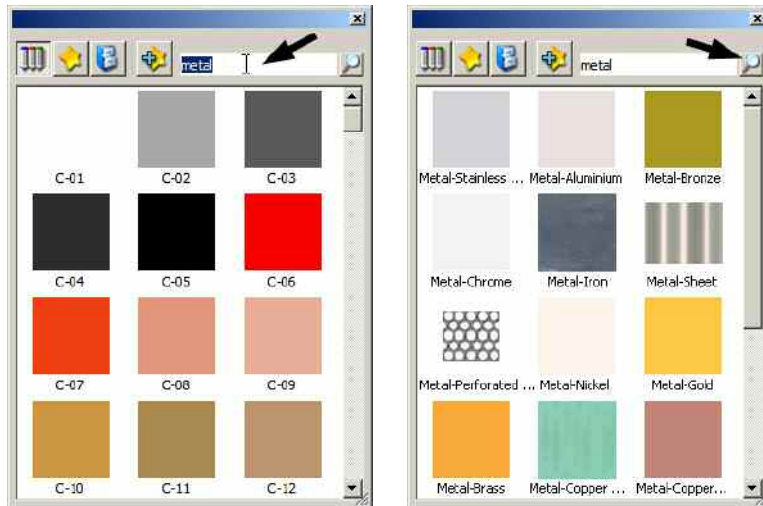 metal
C-01 C-02 C-03
C-04 C-05 C-06
C-07 C-08 C-09
C-10 C-11 C-12
metal
Metal-Stainless ... Metal-Aluminium Metal-Bronze
Metal-Chrome Metal-Iron Metal-Sheet
Metal-Perforated ... Metal-Nickel Metal-Gold
Metal-Brass Metal-Copper ... Metal-Copper...